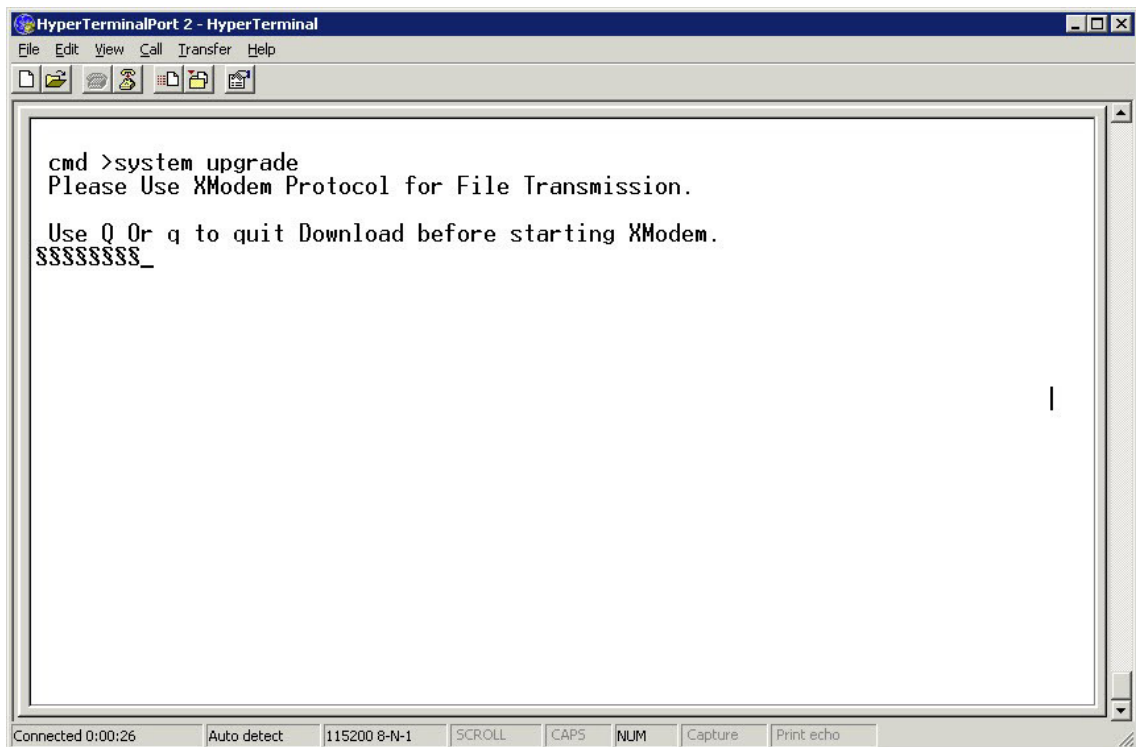 HyperTerminalPort 2 - HyperTerminal
File Edit View Call Transfer Help
cmd >system upgrade
Please Use XModem Protocol for File Transmission.
Use Q Or q to quit Download before starting XModem.
§§§§§§§§_
Connected 0:00:26 Auto detect 115200 8-N-1 SCROLL CAPS NUM Capture Print echo